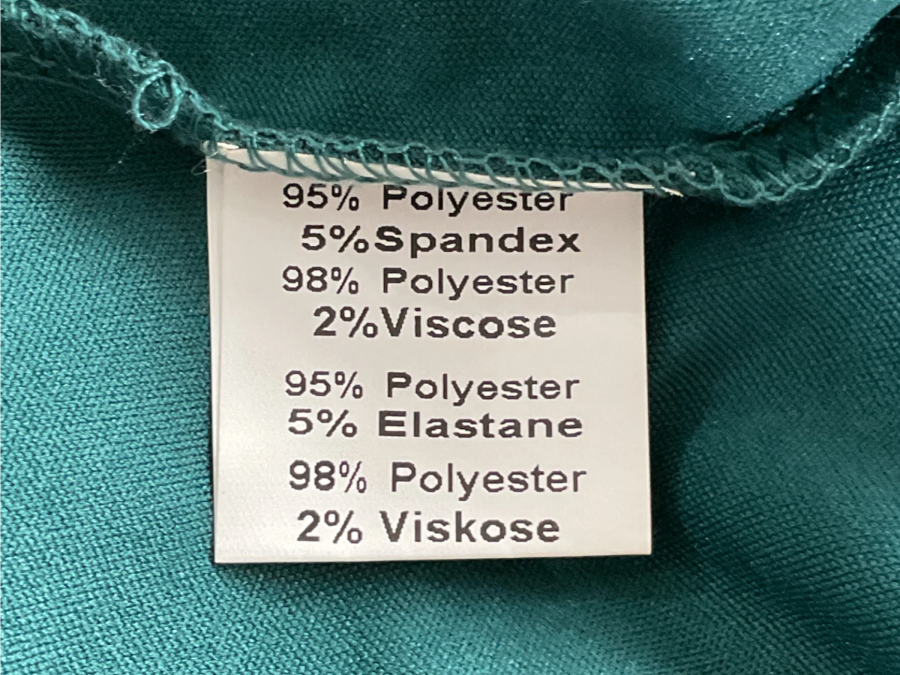 95% Polyester
5%Spandex
98% Polyester
2%Viscose
95% Polyester
5% Elastane
98% Polyester
2% Viskose